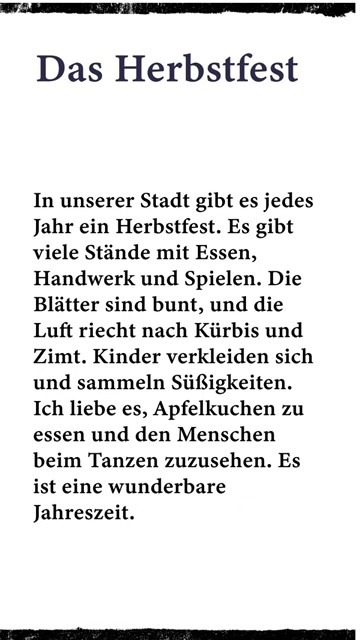 Das Herbstfest
In unserer Stadt gibt es jedes
Jahr ein Herbstfest. Es gibt
viele Stände mit Essen,
Handwerk und Spielen. Die
Blätter sind bunt, und die
Luft riecht nach Kürbis und
Zimt. Kinder verkleiden sich
und sammeln Süßigkeiten.
Ich liebe es, Apfelkuchen zu
essen und den Menschen
beim Tanzen zuzusehen. Es
ist eine wunderbare
Jahreszeit.